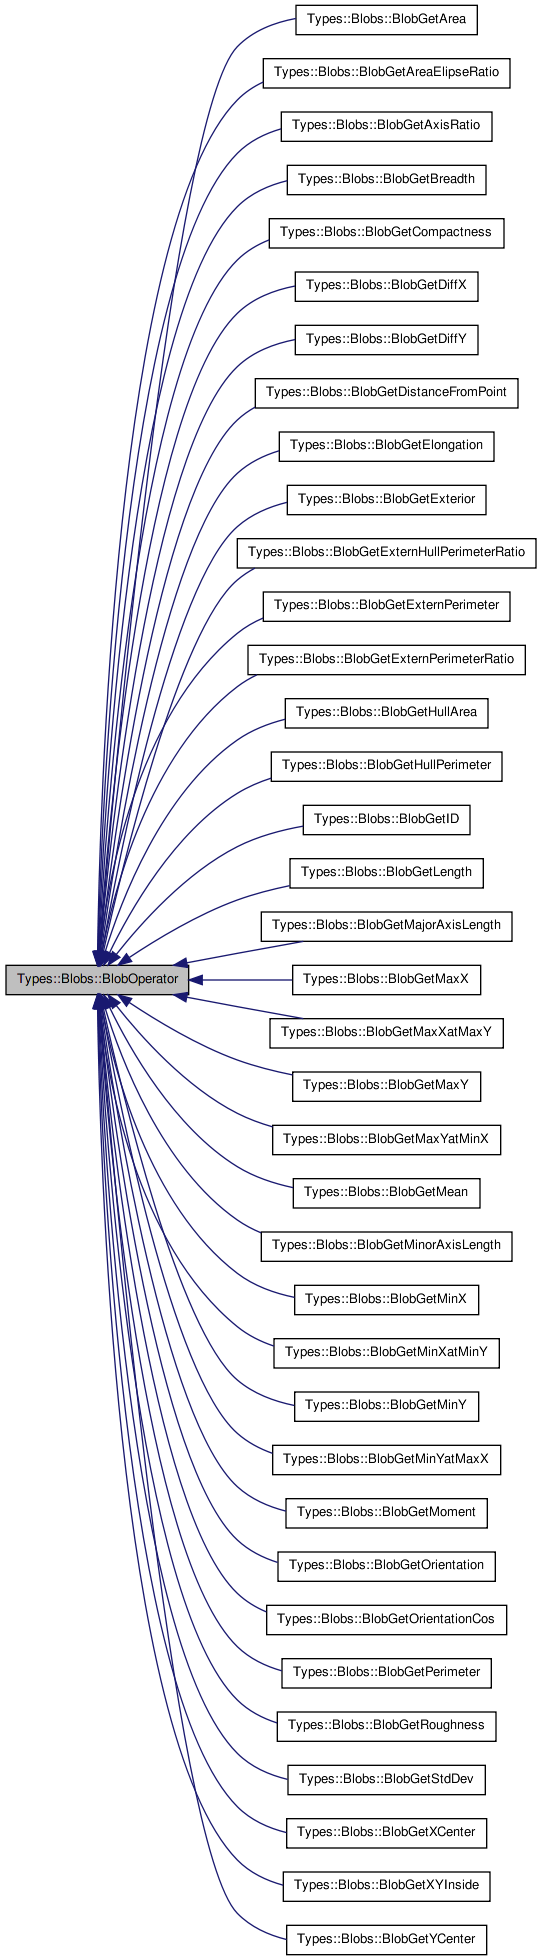 Types::Blobs::BlobGetArea
Types::Blobs::BlobGetAreaElipseRatio
Types::Blobs::BlobGetAxisRatio
Types::Blobs::BlobGetBreadth
Types::Blobs::BlobGetCompactness
Types::Blobs::BlobGetDiffX
Types::Blobs::BlobGetDiffY
Types::Blobs::BlobGetDistanceFromPoint
Types::Blobs::BlobGetElongation
Types::Blobs::BlobGetExterior
Types::Blobs::BlobGetExternHullPerimeterRatio
Types::Blobs::BlobGetExternPerimeter
Types::Blobs::BlobGetExternPerimeterRatio
Types::Blobs::BlobGetHullArea
Types::Blobs::BlobGetHullPerimeter
Types::Blobs::BlobGetID
Types::Blobs::BlobGetLength
Types::Blobs::BlobGetMajorAxisLength
Types::Blobs::BlobOperator
Types::Blobs::BlobGetMaxX
Types::Blobs::BlobGetMaxXatMaxY
Types::Blobs::BlobGetMaxY
Types::Blobs::BlobGetMaxYatMinX
Types::Blobs::BlobGetMean
Types::Blobs::BlobGetMinorAxisLength
Types::Blobs::BlobGetMinX
Types::Blobs::BlobGetMinXatMinY
Types::Blobs::BlobGetMinY
Types::Blobs::BlobGetMinYatMaxX
Types::Blobs::BlobGetMoment
Types::Blobs::BlobGetOrientation
Types::Blobs::BlobGetOrientationCos
Types::Blobs::BlobGetPerimeter
Types::Blobs::BlobGetRoughness
Types::Blobs::BlobGetStdDev
Types::Blobs::BlobGetXCenter
Types::Blobs::BlobGetXYInside
Types::Blobs::BlobGetYCenter